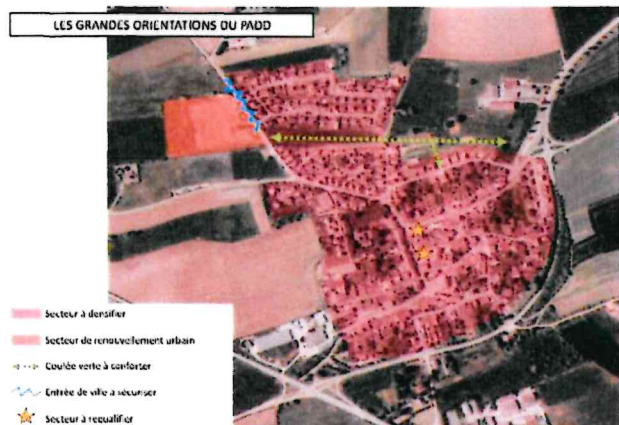 LES GRANDES ORIENTATIONS DU PADD
Secteur à densifier
Secteur de renouvellement urbain
Coulée verte à conforter
Entrée de ville à sécuriser
Secteur à requalifier